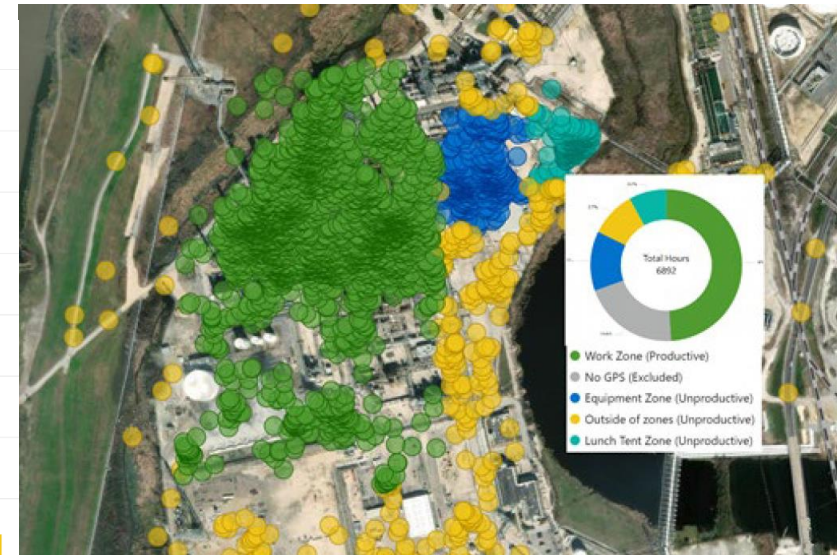 Total Hours
6892
Work Zone (Productive)
No GPS (Excluded)
Equipment Zone (Unproductive)
Outside of zones (Unproductive)
Lunch Tent Zone (Unproductive)